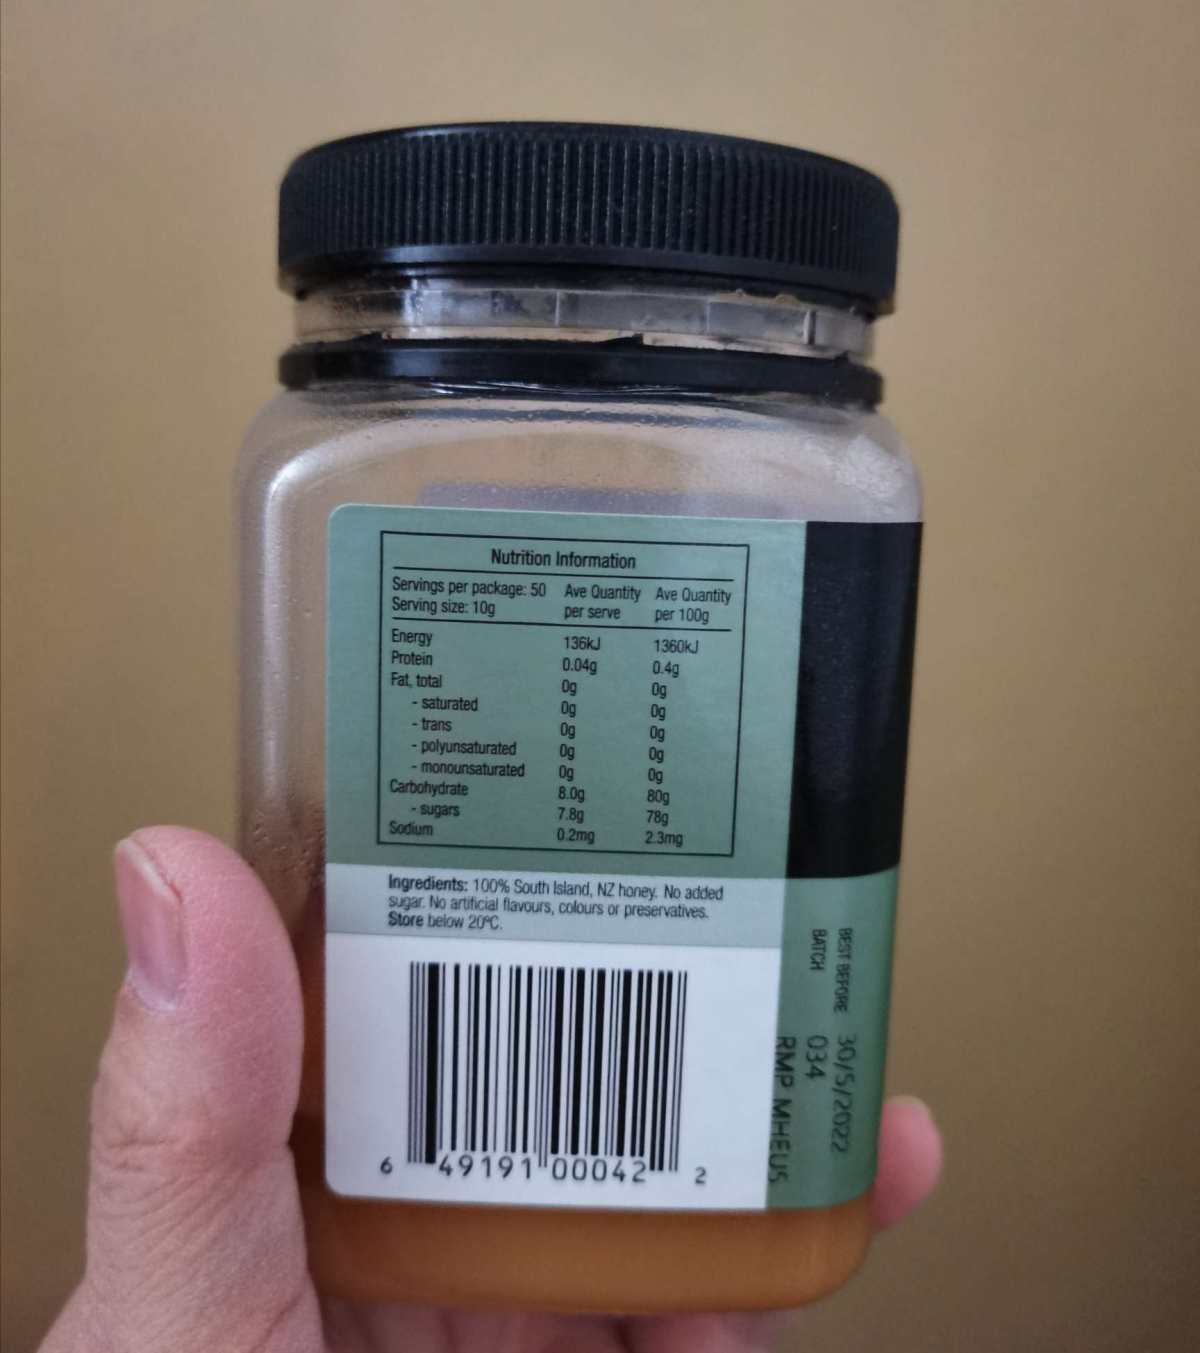 Nutrition Information
Servings per package: 50 Ave Quantity Ave Quantity
Serving size: 10g per serve per 100g
Energy 136kJ 1360kJ
Protein 0.04g 0.4g
Fat, total 0g 0g
- saturated 0g 0g
- trans 0g 0g
- polyunsaturated 0g 0g
- monounsaturated 0g 0g
Carbohydrate 8.0g 80g
- sugars 7.8g 78g
Sodium 0.2mg 2.3mg
Ingredients: 100% South Island, NZ honey. No added
sugar. No artificial flavours, colours or preservatives.
Store below 20°C.
6 49191 00042 2
BEST BEFORE 30/5/2022
BATCH 034
RMP MHEUS